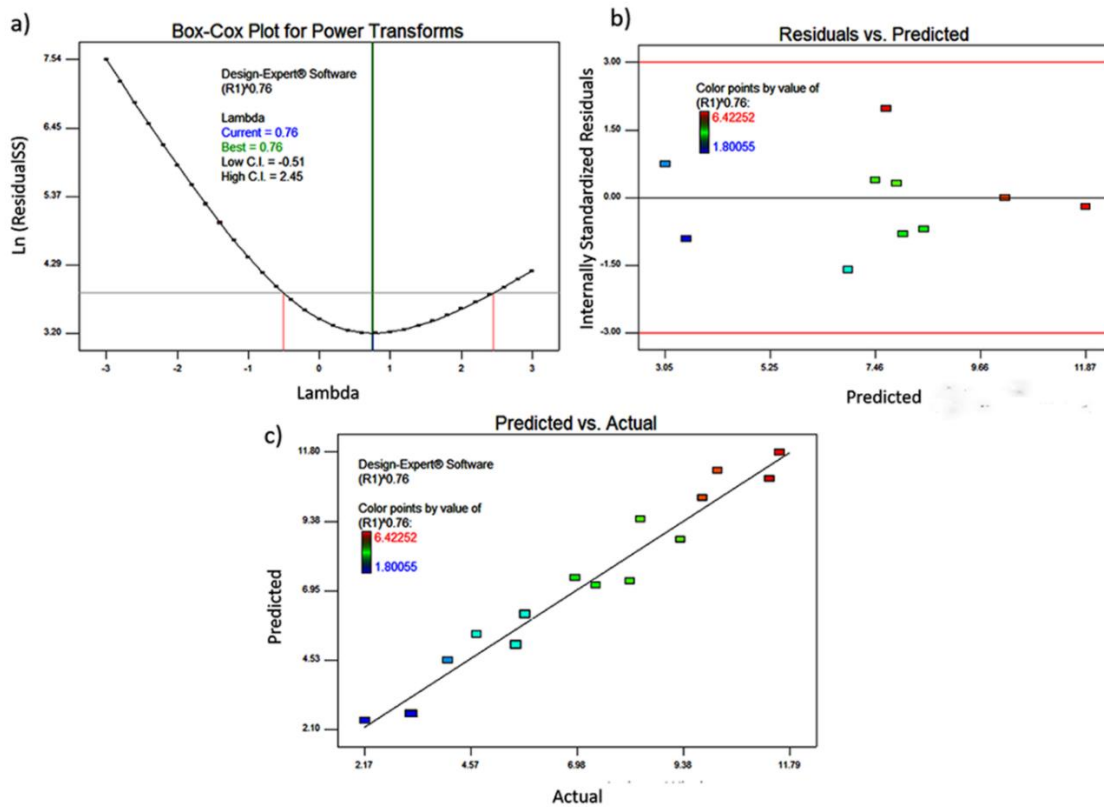 a)
Box-Cox Plot for Power Transforms
Design-Expert® Software
(R1)^0.76
Lambda
Current = 0.76
Best = 0.76
Low C.I. = -0.51
High C.I. = 2.45
Ln (ResidualSS)
7.54
6.45
5.37
4.29
3.20
-3
-2
-1
0
1
2
3
Lambda
b)
Residuals vs. Predicted
Color points by value of
(R1)^0.76:
6.42252
1.80055
Internally Standardized Residuals
3.00
1.50
0.00
-1.50
-3.00
3.05
5.25
7.46
9.66
11.87
Predicted
c)
Predicted vs. Actual
Design-Expert® Software
(R1)^0.76
Color points by value of
(R1)^0.76:
6.42252
1.80055
Predicted
11.80
9.38
6.95
4.53
2.10
2.17
4.57
6.98
9.38
11.79
Actual